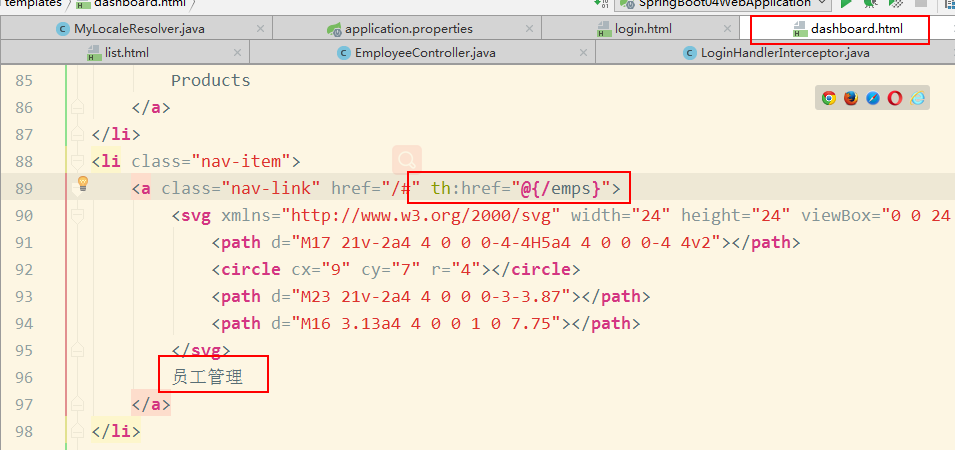 templates dashboard.html SpringBoot04WebApplication
MyLocaleResolver.java application.properties login.html dashboard.html
list.html EmployeeController.java LoginHandlerInterceptor.java
85 Products
86 </a>
87 </li>
88 <li class="nav-item">
89 <a class="nav-link" href="/#" th:href="@{/emps}">
90 <svg xmlns="http://www.w3.org/2000/svg" width="24" height="24" viewBox="0 0 24
91 <path d="M17 21v-2a4 4 0 0 0-4-4H5a4 4 0 0 0-4 4v2"></path>
92 <circle cx="9" cy="7" r="4"></circle>
93 <path d="M23 21v-2a4 4 0 0 0-3-3.87"></path>
94 <path d="M16 3.13a4 4 0 0 1 0 7.75"></path>
95 </svg>
96 员工管理
97 </a>
98 </li>